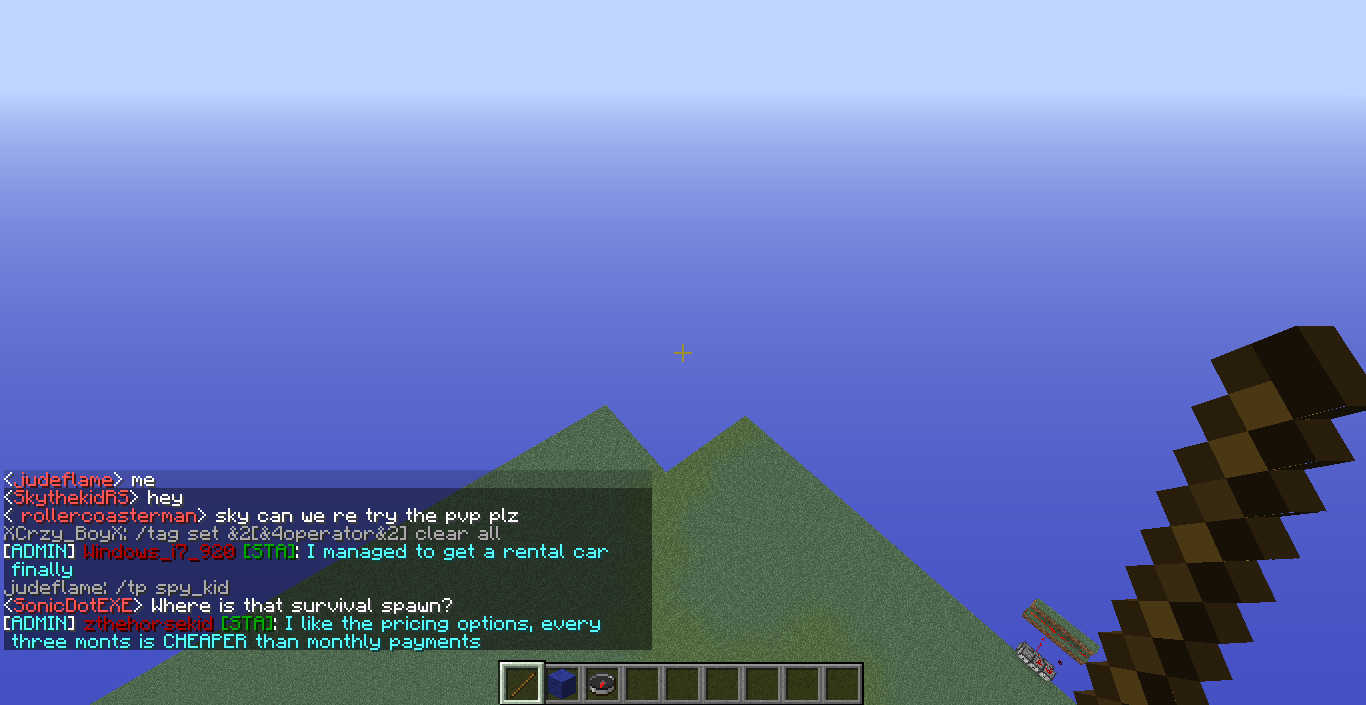 <judeflame> me
<SkythekidRS> hey
< rollercoasterman> sky can we re try the pvp plz
XCrzy_BoyX: /tag set &2[&4operator&2] clear all
[ADMIN] Windows_i7_920 [STA]: I managed to get a rental car
finally
judeflame: /tp spy_kid
<SonicDotEXE> Where is that survival spawn?
[ADMIN] zthehorsekid [STA]: I like the pricing options, every
three monts is CHEAPER than monthly payments